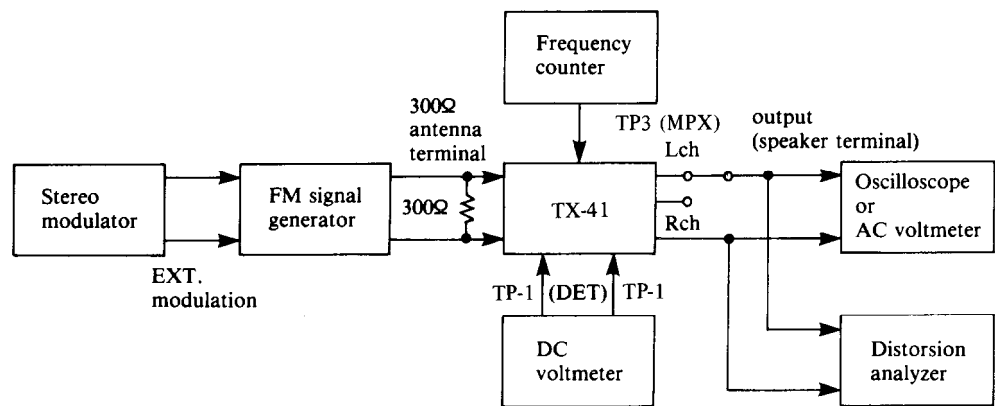 Frequency
counter
300Ω
antenna
terminal
TP3 (MPX)
output
(speaker terminal)
Lch
Stereo
modulator
FM signal
generator
300Ω
TX-41
Rch
Oscilloscope
or
AC voltmeter
EXT.
modulation
TP-1 (DET) TP-1
DC
voltmeter
Distorsion
analyzer